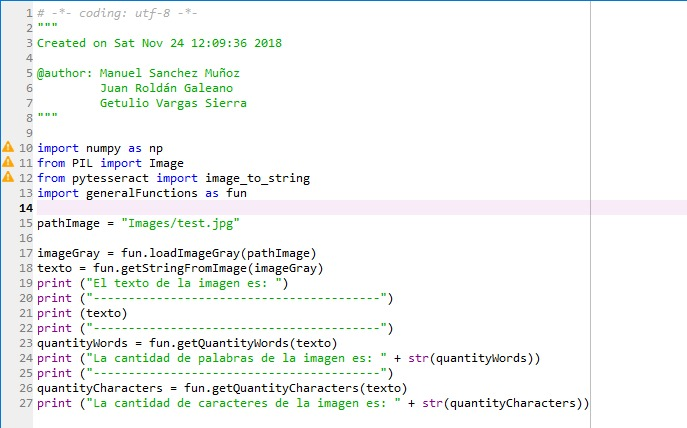 1 # -*- coding: utf-8 -*-
2 """
3 Created on Sat Nov 24 12:09:36 2018
4
5 @author: Manuel Sanchez Muñoz
6 Juan Roldán Galeano
7 Getulio Vargas Sierra
8 """
9
10 import numpy as np
11 from PIL import Image
12 from pytesseract import image_to_string
13 import generalFunctions as fun
14
15 pathImage = "Images/test.jpg"
16
17 imageGray = fun.loadImageGray(pathImage)
18 texto = fun.getStringFromImage(imageGray)
19 print ("El texto de la imagen es: ")
20 print ("-----------------------------------------")
21 print (texto)
22 print ("-----------------------------------------")
23 quantityWords = fun.getQuantityWords(texto)
24 print ("La cantidad de palabras de la imagen es: " + str(quantityWords))
25 print ("-----------------------------------------")
26 quantityCharacters = fun.getQuantityCharacters(texto)
27 print ("La cantidad de caracteres de la imagen es: " + str(quantityCharacters))